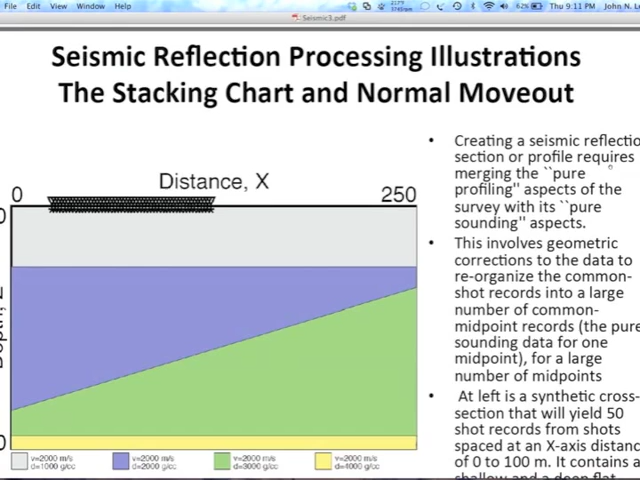 File Edit View Window Help
62% Thu 9:11 PM John N. Lo
Seismic3.pdf
Seismic Reflection Processing Illustrations
The Stacking Chart and Normal Moveout
Distance, X
0
250
0
0
v=2000 m/s
d=1000 g/cc
v=2000 m/s
d=2000 g/cc
v=2000 m/s
d=3000 g/cc
v=2000 m/s
d=4000 g/cc
• Creating a seismic reflectio
section or profile requires
merging the ``pure
profiling'' aspects of the
survey with its ``pure
sounding'' aspects.
• This involves geometric
corrections to the data to
re-organize the common-
shot records into a large
number of common-
midpoint records (the pure
sounding data for one
midpoint), for a large
number of midpoints
• At left is a synthetic cross-
section that will yield 50
shot records from shots
spaced at an X-axis distanc
of 0 to 100 m. It contains a
shallow and a deep flat